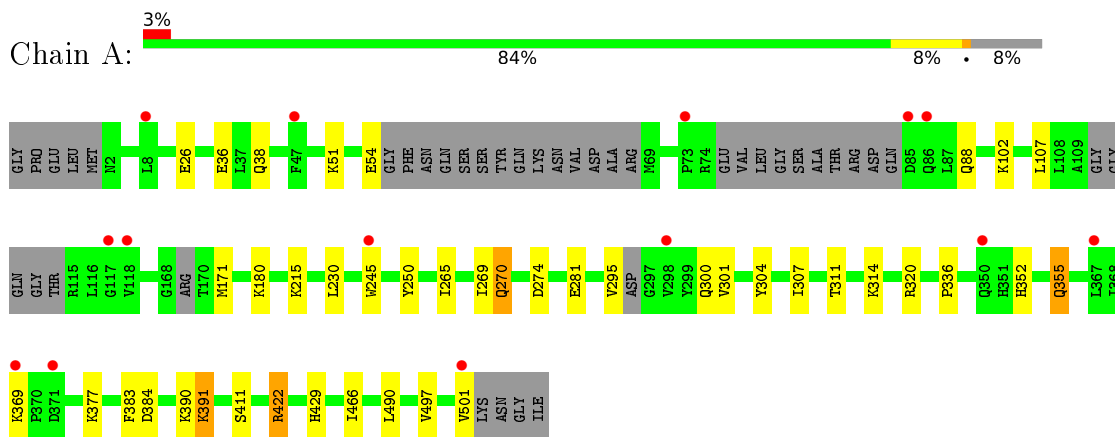 3%
Chain A:
84%
8%
•
8%
GLY PRO GLU LEU MET N2 L8 E26 E36 L37 Q38 F47 K51 E54 GLY PHE ASN GLN SER SER TYR GLN LYS ASN VAL ASP ALA ARG M69 P73 R74 GLU VAL LEU GLY SER ALA THR ARG ASP GLN D85 Q86 L87 Q88 K102 L107 L108 A109 GLY GLY
GLN GLY THR R115 L116 G117 V118 G168 ARG T170 M171 K180 K215 L230 W245 Y250 I265 I269 Q270 D274 E281 V295 ASP G297 V298 Y299 Q300 V301 Y304 I307 T311 K314 R320 P336 Q350 H351 H352 Q355 L367 I368
K369 P370 D371 K377 F383 D384 K390 K391 S411 R422 H429 I466 L490 V497 V501 LYS ASN GLY ILE